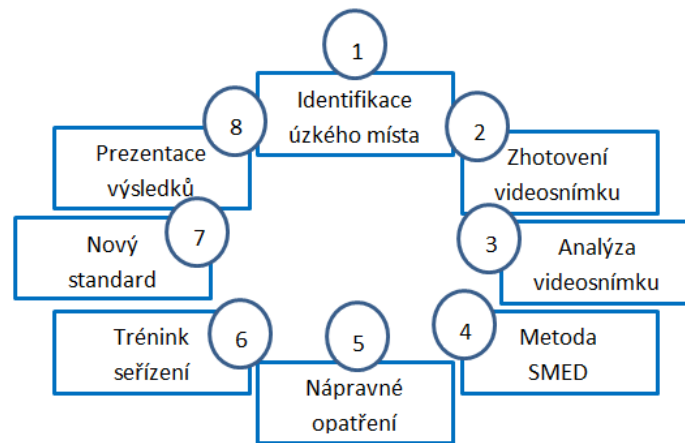 1
Identifikace
úzkého místa
2
Zhotovení
videosnímku
3
Analýza
videosnímku
4
Metoda
SMED
5
Nápravné
opatření
6
Trénink
seřízení
7
Nový
standard
8
Prezentace
výsledků